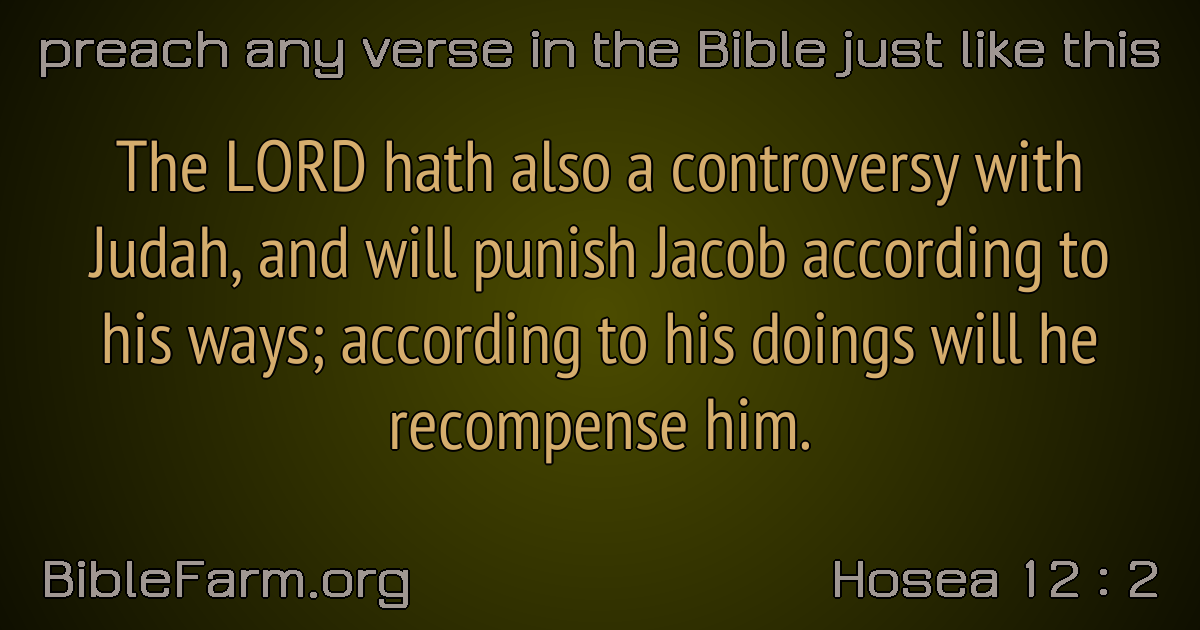 preach any verse in the Bible just like this
The LORD hath also a controversy with
Judah, and will punish Jacob according to
his ways; according to his doings will he
recompense him.
BibleFarm.org
Hosea 12 : 2